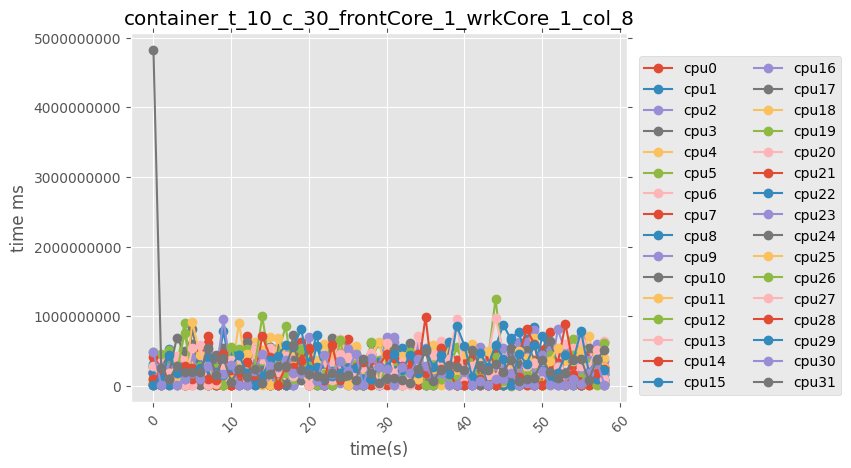 container_t_10_c_30_frontCore_1_wrkCore_1_col_8
5000000000
4000000000
3000000000
2000000000
1000000000
0
time ms
0
10
20
30
40
50
60
time(s)
cpu0
cpu1
cpu2
cpu3
cpu4
cpu5
cpu6
cpu7
cpu8
cpu9
cpu10
cpu11
cpu12
cpu13
cpu14
cpu15
cpu16
cpu17
cpu18
cpu19
cpu20
cpu21
cpu22
cpu23
cpu24
cpu25
cpu26
cpu27
cpu28
cpu29
cpu30
cpu31